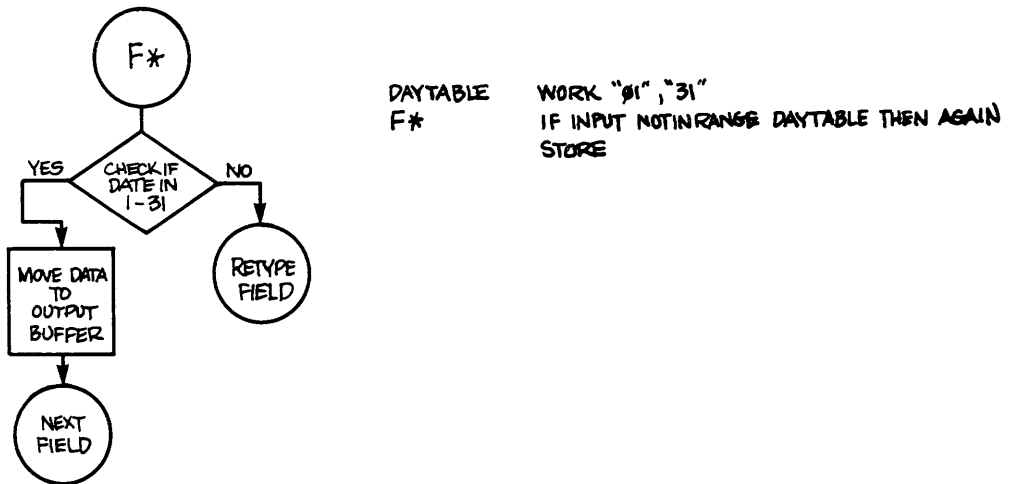 F*
DAYTABLE WORK "Ø1", "31"
F* IF INPUT NOTINRANGE DAYTABLE THEN AGAIN
STORE
YES
CHECK IF
DATE IN
1-31
NO
MOVE DATA
TO
OUTPUT
BUFFER
RETYPE
FIELD
NEXT
FIELD